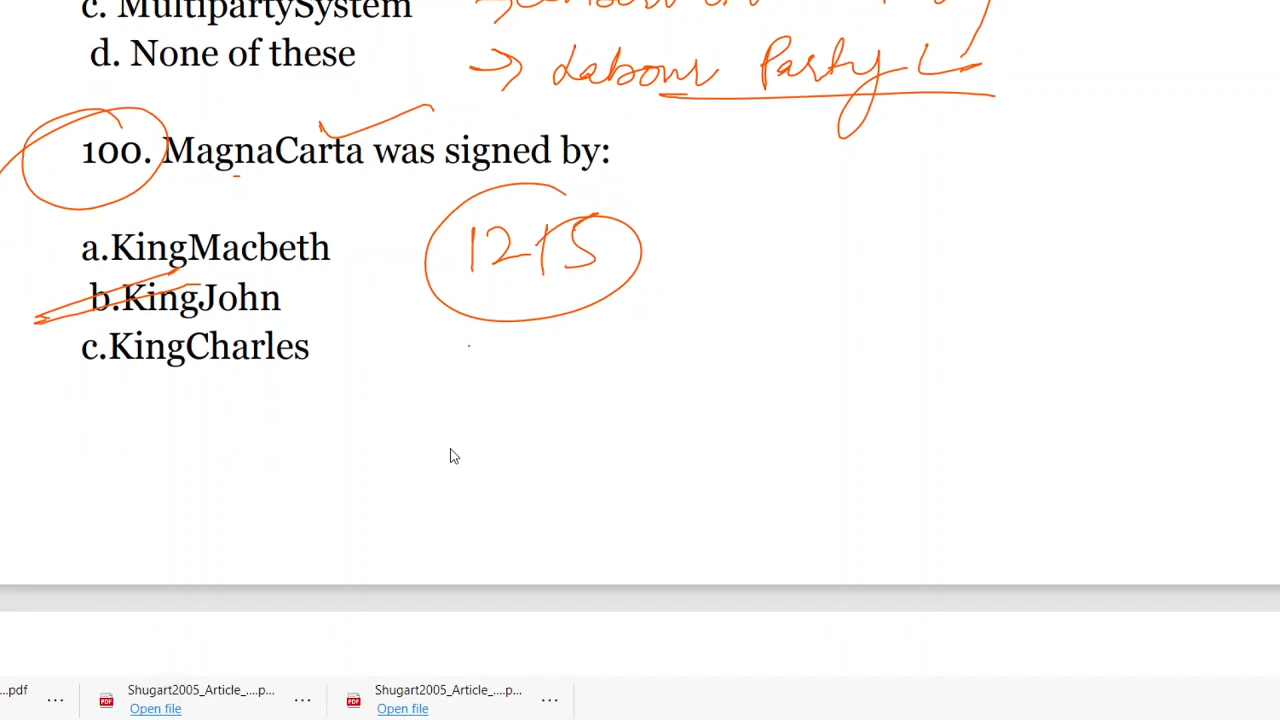 c. MultipartySystem
d. None of these
→ Labour Party
100. MagnaCarta was signed by:
a.KingMacbeth
1215
b.KingJohn
c.KingCharles
...pdf ...
Shugart2005_Article_....p... ...
Open file
Shugart2005_Article_....p... ...
Open file